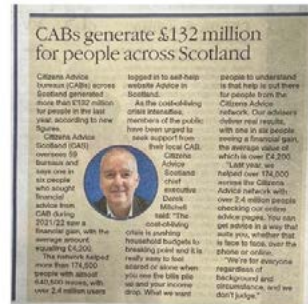 CABs generate £132 million
for people across Scotland
Citizens Advice
bureaux (CABs) across
Scotland generated
more than £132 million
for people in the last
year, according to new
figures.
Citizens Advice
Scotland (CAS)
oversees 59
bureaux and
says one in
six people
who sought
financial
advice from
CAB during
2021/22 saw a
financial gain, with the
average amount
equalling £4,200.
The network helped
more than 174,500
people with almost
640,500 issues, with
over 2.4 million users
logged in to self-help
website Advice in
Scotland.
As the cost-of-living
crisis intensifies,
members of the public
have been urged to
seek support from
their local CAB.
Citizens
Advice
Scotland
chief
executive
Derek
Mitchell
said: "The
cost-of-living
crisis is crushing
household budgets to
breaking point and it is
really easy to feel
scared or alone when
you see the bills pile
up and your income
drop. What we want
people to understand
is that help is out there
for people from the
Citizens Advice
Network. Our advisers
deliver real results,
with one in six people
seeing a financial gain,
the average value of
which is over £4,200.
"Last year, we
helped over 174,500
across the Citizens
Advice network with
over 2.4 million people
checking our online
advice pages. You can
get advice in a way that
suits you, whether that
is face to face, over the
phone or online.
"We're for everyone
regardless of
background and
circumstances, and we
don't judge."